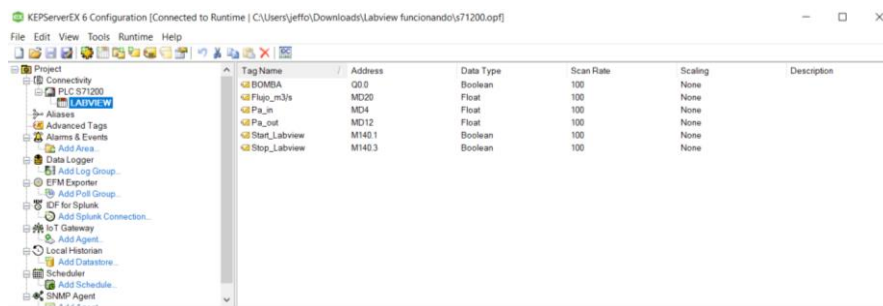 KEPServerEX 6 Configuration [Connected to Runtime | C:\Users\jeffo\Downloads\Labview funcionando\s71200.opf]
File Edit View Tools Runtime Help
Project
Connectivity
PLC S71200
LABVIEW
Aliases
Advanced Tags
Alarms & Events
Add Area...
Data Logger
Add Log Group...
EFM Exporter
Add Poll Group...
IDF for Splunk
Add Splunk Connection...
IoT Gateway
Add Agent...
Local Historian
Add Datastore...
Scheduler
Add Schedule...
SNMP Agent
Tag Name / Address Data Type Scan Rate Scaling Description
BOMBA Q0.0 Boolean 100 None
Flujo_m3/s MD20 Float 100 None
Pa_in MD4 Float 100 None
Pa_out MD12 Float 100 None
Start_Labview M140.1 Boolean 100 None
Stop_Labview M140.3 Boolean 100 None